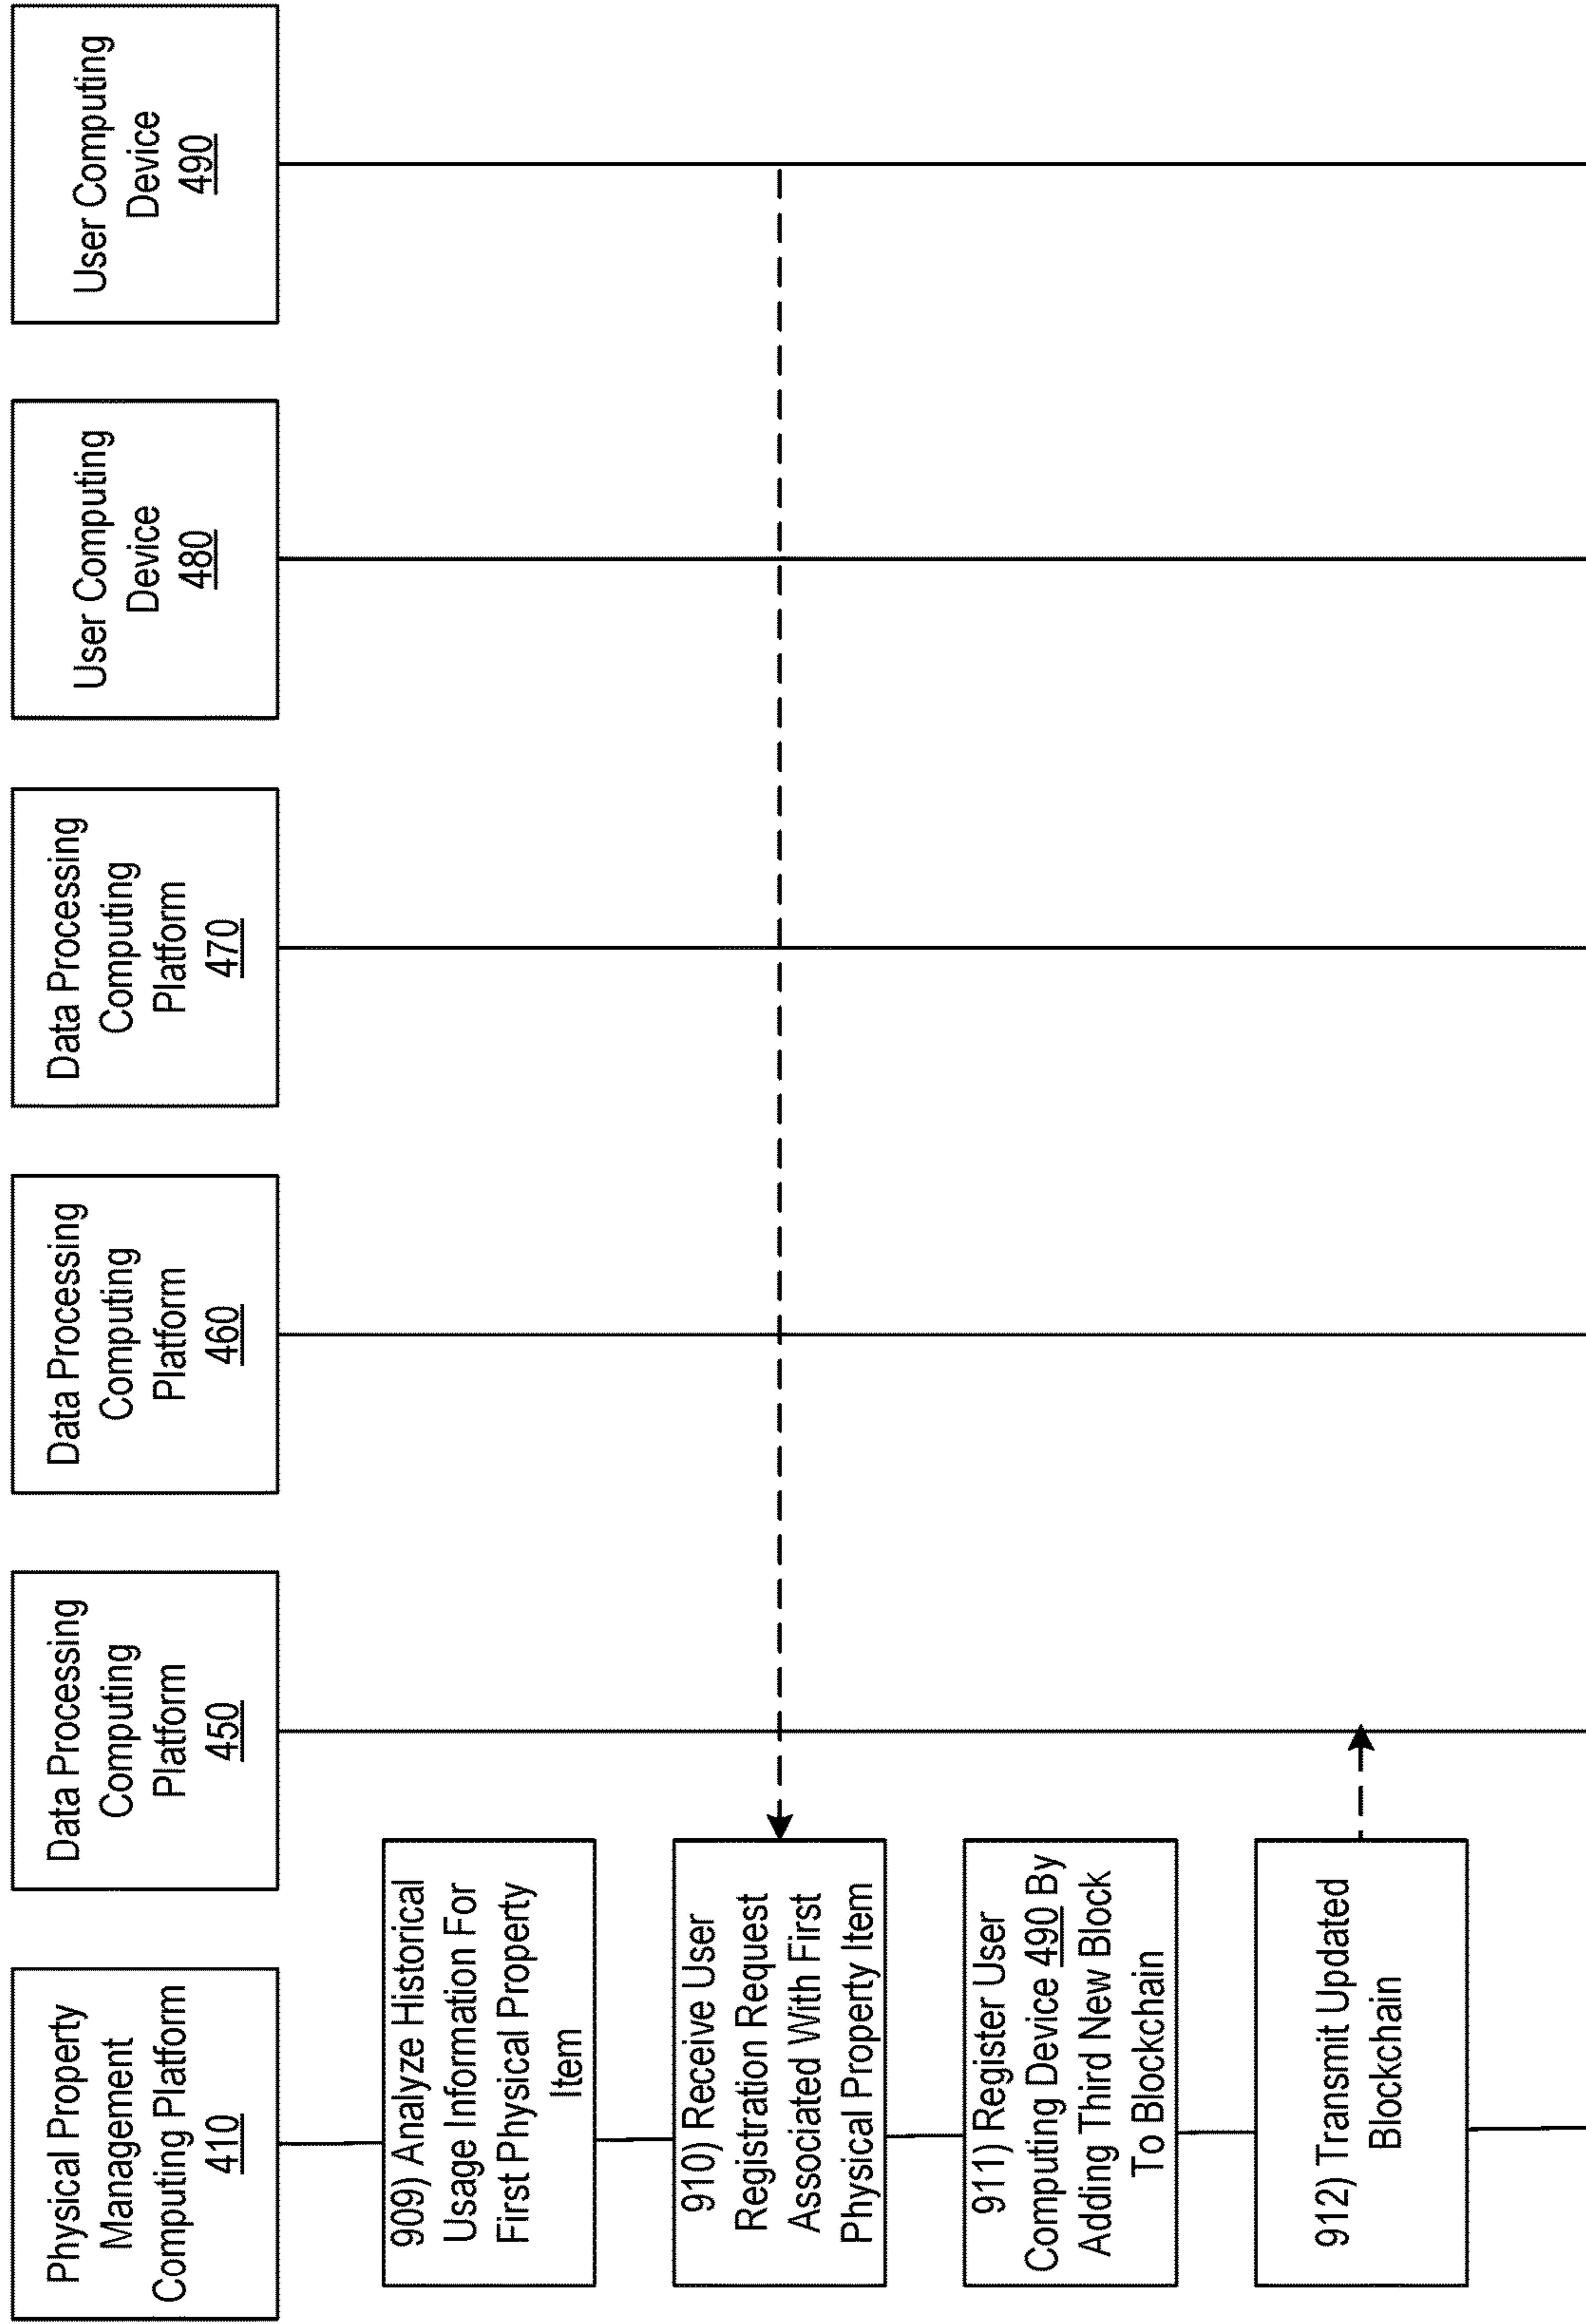 Physical Property
Management
Computing Platform
410
Data Processing
Computing
Platform
450
Data Processing
Computing
Platform
460
Data Processing
Computing
Platform
470
User Computing
Device
480
User Computing
Device
490
909) Analyze Historical
Usage Information For
First Physical Property
Item
910) Receive User
Registration Request
Associated With First
Physical Property Item
911) Register User
Computing Device 490 By
Adding Third New Block
To Blockchain
912) Transmit Updated
Blockchain